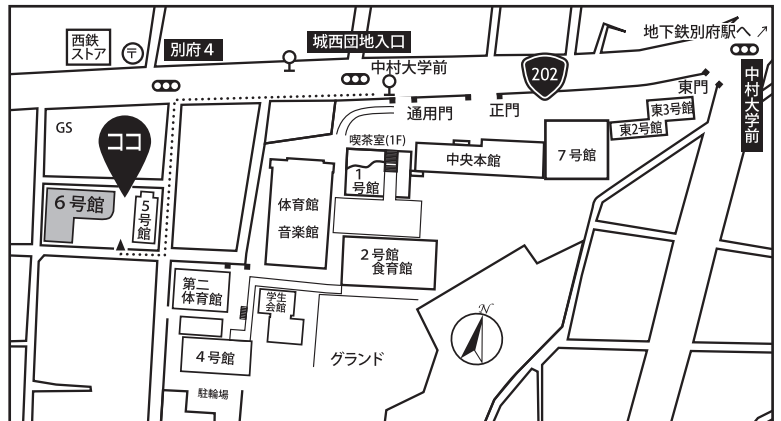 西鉄
ストア
〒
別府4
城西団地入口
地下鉄別府駅へ
中村大学前
202
中村大学前
東門
通用門
正門
GS
ココ
喫茶室(1F)
中央本館
7号館
東3号館
東2号館
1
号館
6号館
5
号
館
体育館
音楽館
2号館
食育館
第二
体育館
学生
会館
4号館
グランド
N
駐輪場